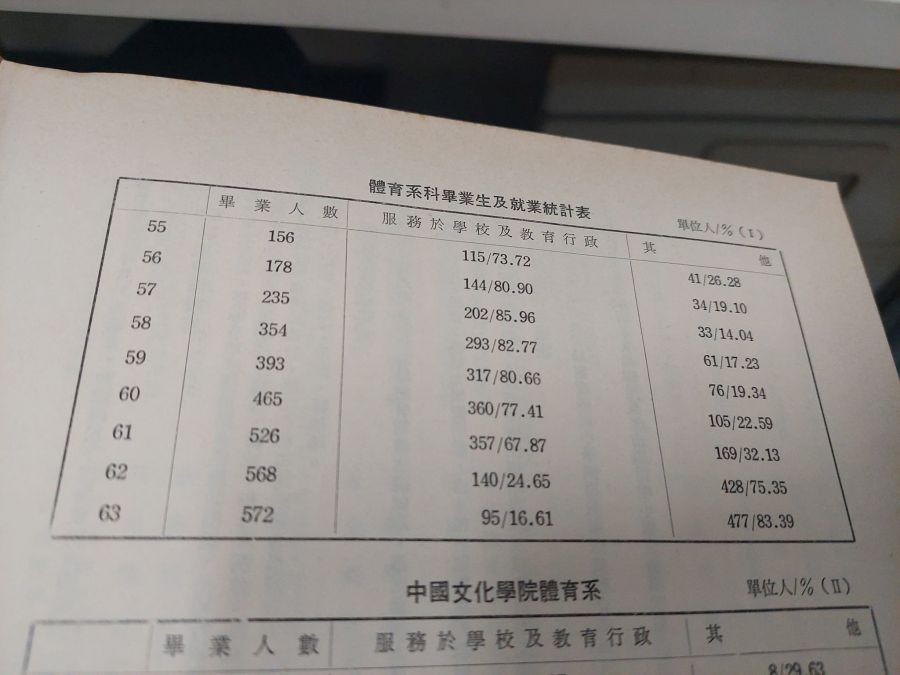 體育系科畢業生及就業統計表
單位人/%(Ⅰ)
畢業人數 服務於學校及教育行政 其他
55 156 115/73.72 41/26.28
56 178 144/80.90 34/19.10
57 235 202/85.96 33/14.04
58 354 293/82.77 61/17.23
59 393 317/80.66 76/19.34
60 465 360/77.41 105/22.59
61 526 357/67.87 169/32.13
62 568 140/24.65 428/75.35
63 572 95/16.61 477/83.39
中國文化學院體育系
單位人/%(Ⅱ)
畢業人數 服務於學校及教育行政 其他
8/29.63